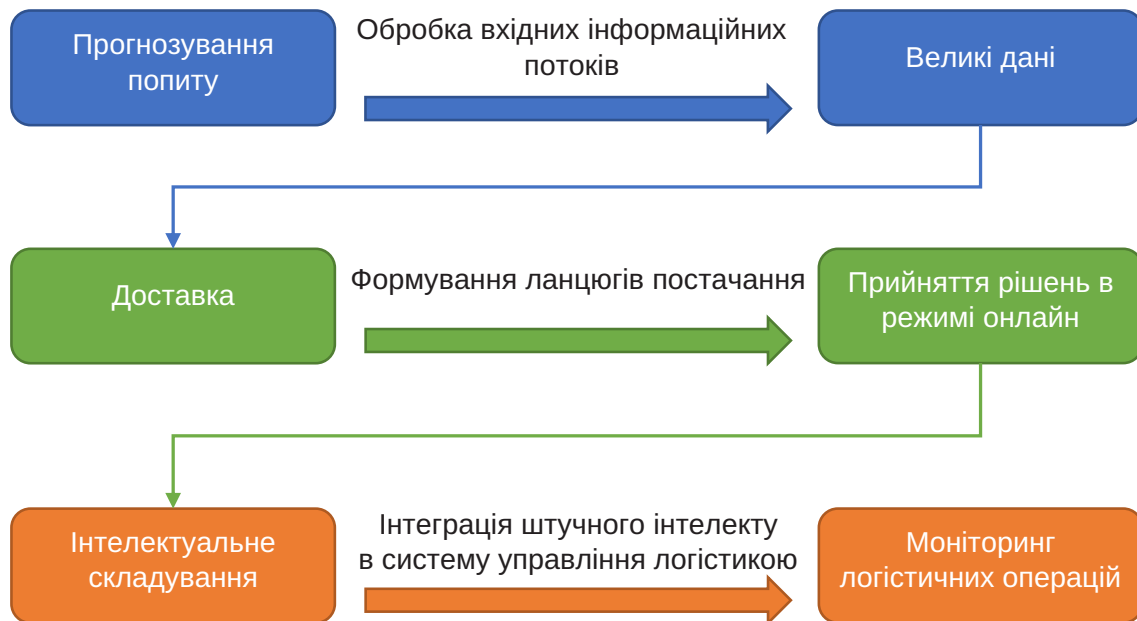 Прогнозування
попиту
Обробка вхідних інформаційних
потоків
Великі дані
Доставка
Формування ланцюгів постачання
Прийняття рішень в
режимі онлайн
Інтелектуальне
складування
Інтеграція штучного інтелекту
в систему управління логістикою
Моніторинг
логістичних операцій